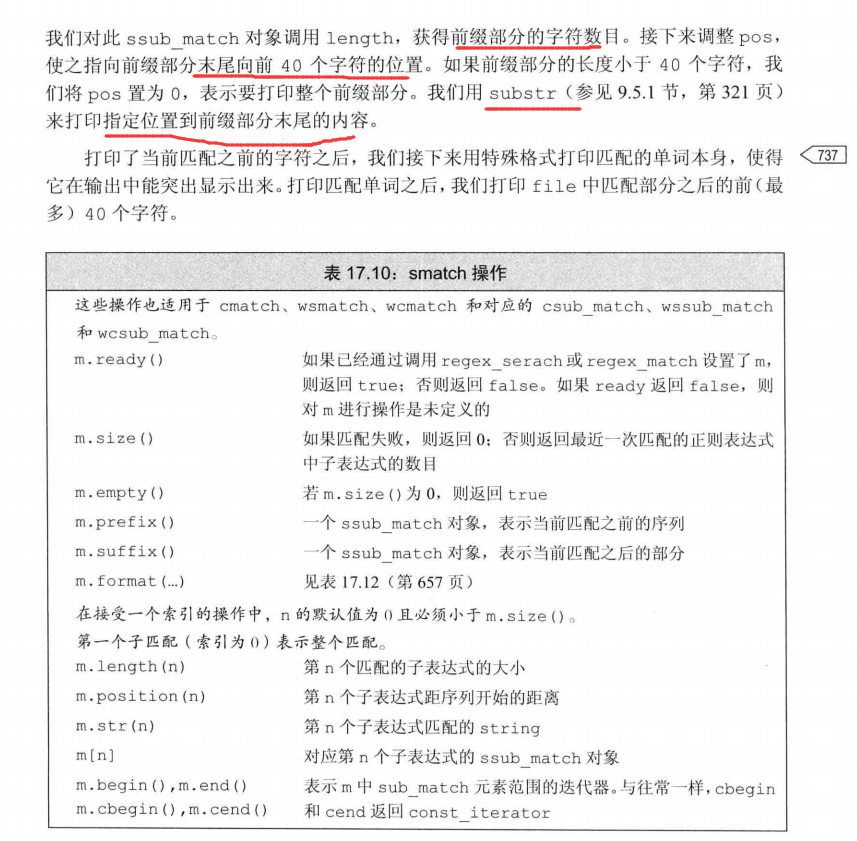 我们对此 ssub_match 对象调用 length，获得前缀部分的字符数目。接下来调整 pos，
使之指向前缀部分末尾向前 40 个字符的位置。如果前缀部分的长度小于 40 个字符，我
们将 pos 置为 0，表示要打印整个前缀部分。我们用 substr（参见 9.5.1 节，第 321 页）
来打印指定位置到前缀部分末尾的内容。
打印了当前匹配之前的字符之后，我们接下来用特殊格式打印匹配的单词本身，使得
737
它在输出中能突出显示出来。打印匹配单词之后，我们打印 file 中匹配部分之后的前（最
多）40 个字符。
表 17.10：smatch 操作
这些操作也适用于 cmatch、wsmatch、wcmatch 和对应的 csub_match、wssub_match
和 wcsub_match。
m.ready() 如果已经通过调用 regex_serach 或 regex_match 设置了 m，
则返回 true；否则返回 false。如果 ready 返回 false，则
对 m 进行操作是未定义的
m.size() 如果匹配失败，则返回 0；否则返回最近一次匹配的正则表达式
中子表达式的数目
m.empty() 若 m.size() 为 0，则返回 true
m.prefix() 一个 ssub_match 对象，表示当前匹配之前的序列
m.suffix() 一个 ssub_match 对象，表示当前匹配之后的部分
m.format(…) 见表 17.12（第 657 页）
在接受一个索引的操作中，n 的默认值为 0 且必须小于 m.size()。
第一个子匹配（索引为 0）表示整个匹配。
m.length(n) 第 n 个匹配的子表达式的大小
m.position(n) 第 n 个子表达式距序列开始的距离
m.str(n) 第 n 个子表达式匹配的 string
m[n] 对应第 n 个子表达式的 ssub_match 对象
m.begin(),m.end() 表示 m 中 sub_match 元素范围的迭代器。与往常一样，cbegin
m.cbegin(),m.cend() 和 cend 返回 const_iterator